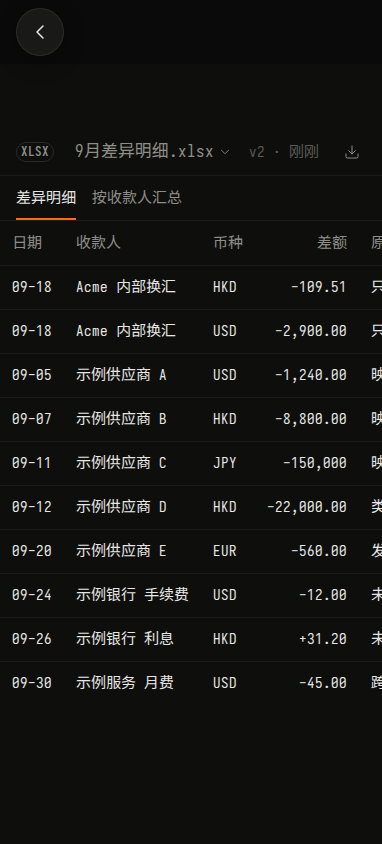 XLSX 9月差异明细.xlsx v2 · 刚刚
差异明细 按收款人汇总
日期 收款人 币种 差额
09-18 Acme 内部换汇 HKD -109.51 只
09-18 Acme 内部换汇 USD -2,900.00 只
09-05 示例供应商 A USD -1,240.00 映
09-07 示例供应商 B HKD -8,800.00 映
09-11 示例供应商 C JPY -150,000 映
09-12 示例供应商 D HKD -22,000.00 类
09-20 示例供应商 E EUR -560.00 发
09-24 示例银行 手续费 USD -12.00 未
09-26 示例银行 利息 HKD +31.20 未
09-30 示例服务 月费 USD -45.00 跨